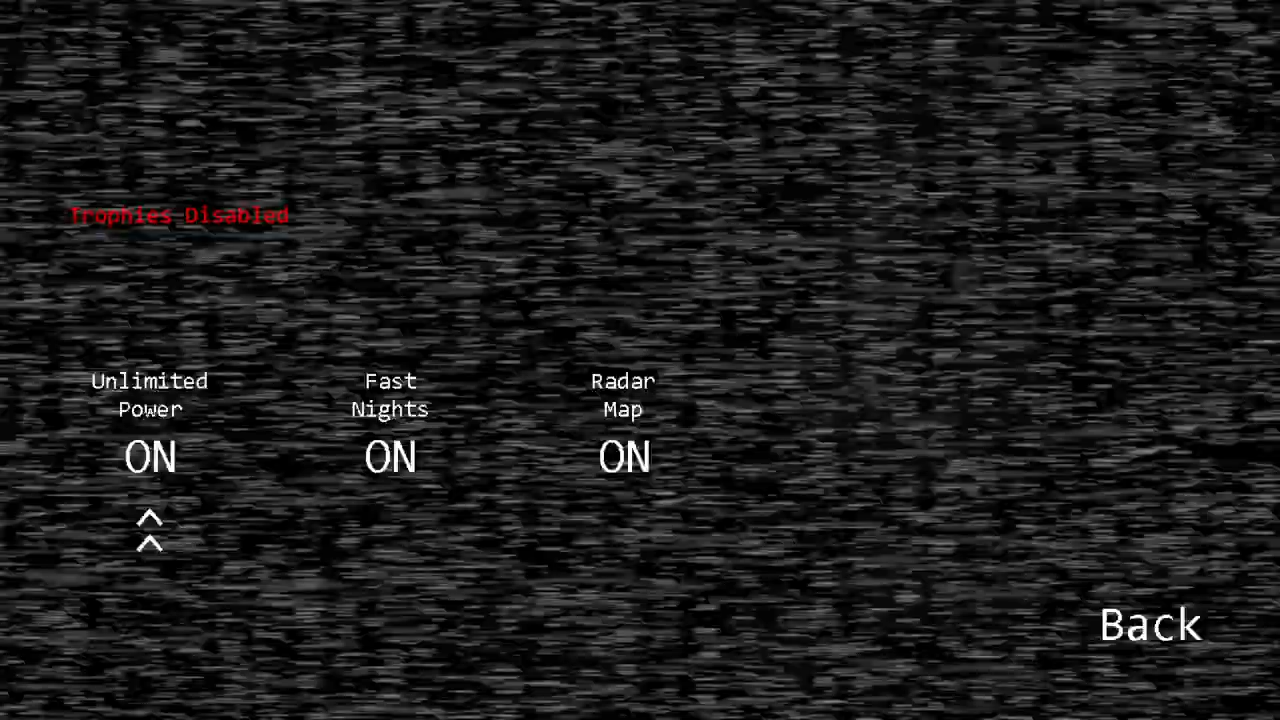 Trophies Disabled
Unlimited
Power
ON
Fast
Nights
ON
Radar
Map
ON
Back